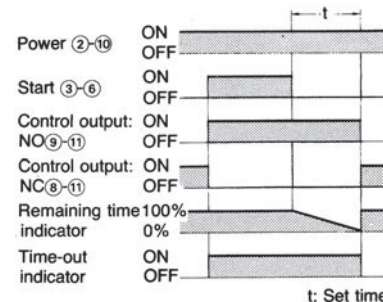 t
Power ②-⑩ ON
OFF
Start ③-⑥ ON
OFF
Control output: ON
NO⑨-⑪ OFF
Control output: ON
NC⑧-⑪ OFF
Remaining time 100%
indicator 0%
Time-out ON
indicator OFF
t: Set time